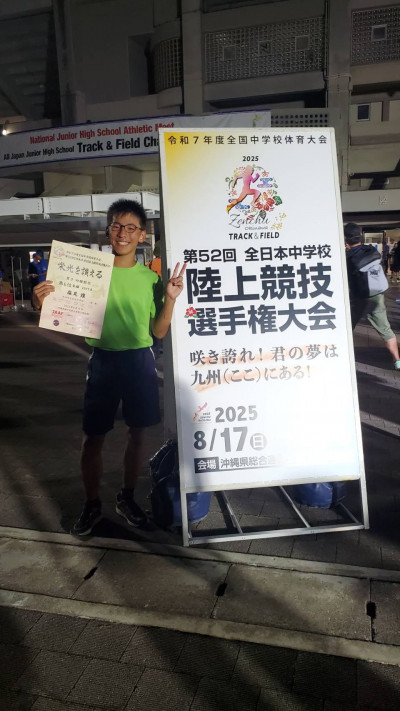 National Junior High School Athletic Meet
All Japan Junior High School Track & Field Cha
令和7年度全国中学校体育大会
2025
Zenchu
TRACK & FIELD
第52回 全日本中学校
陸上競技
選手権大会
咲き誇れ！君の夢は
九州(ここ)にある！
2025
8/17(日)
会場 沖縄県総合
栄光を讃える